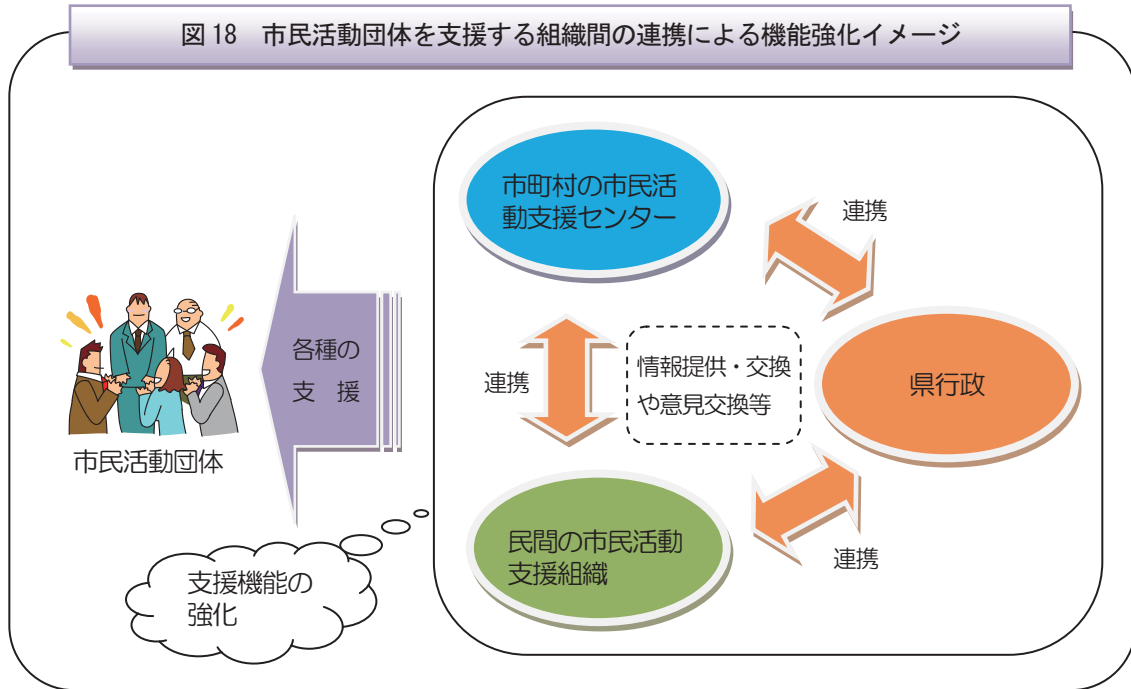 図18 市民活動団体を支援する組織間の連携による機能強化イメージ
市町村の市民活
動支援センター
連携
各種の
支 援
連携
情報提供・交換
や意見交換等
県行政
市民活動団体
民間の市民活動
支援組織
連携
支援機能の
強化